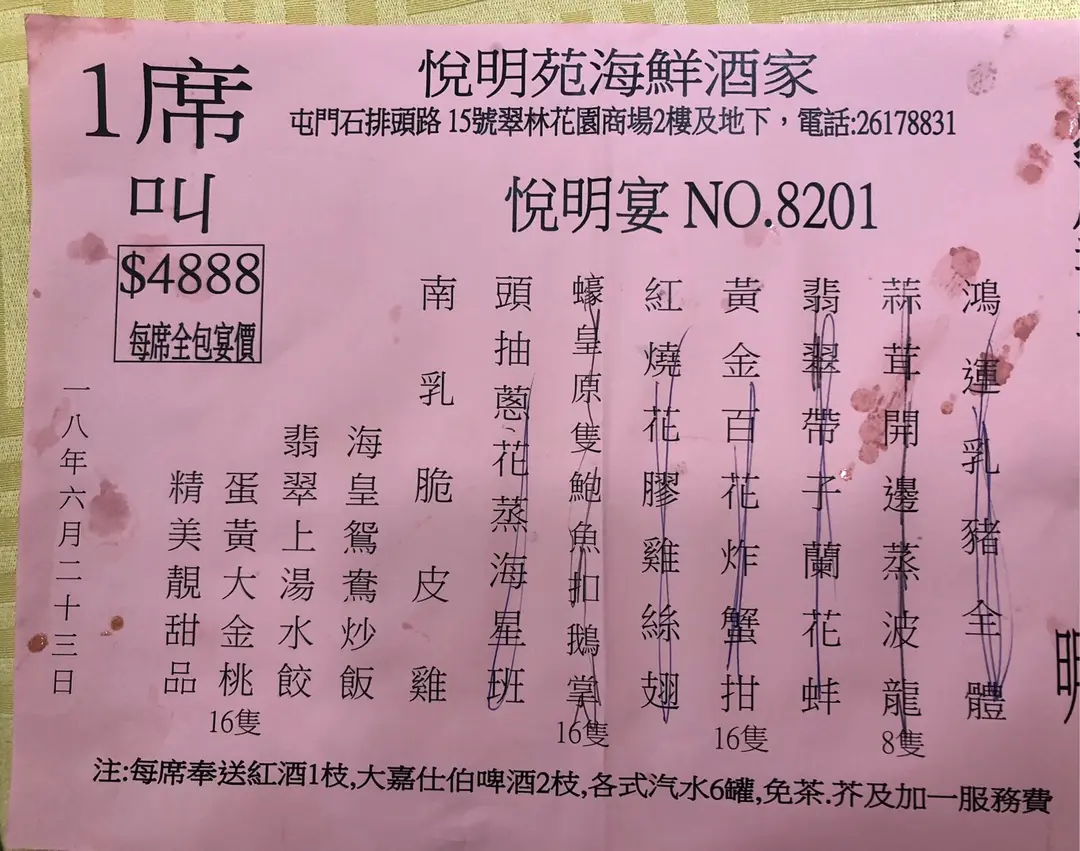 1席
叫
$4888
每席全包宴價
悅明苑海鮮酒家
屯門石排頭路 15號翠林花園商場2樓及地下，電話:26178831
悅明宴 NO.8201
鴻運乳豬全體
蒜茸開邊蒸波龍
8隻
翡翠帶子蘭花蚌
黃金百花炸蟹拑
16隻
紅燒花膠雞絲翅
蠔皇原隻鮑魚扣鵝掌
16隻
頭抽蔥花蒸海星班
南乳脆皮雞
海皇鴛鴦炒飯
翡翠上湯水餃
蛋黃大金桃
16隻
精美靚甜品
一八年六月二十三日
注:每席奉送紅酒1枝,大嘉仕伯啤酒2枝,各式汽水6罐,免茶.芥及加一服務費